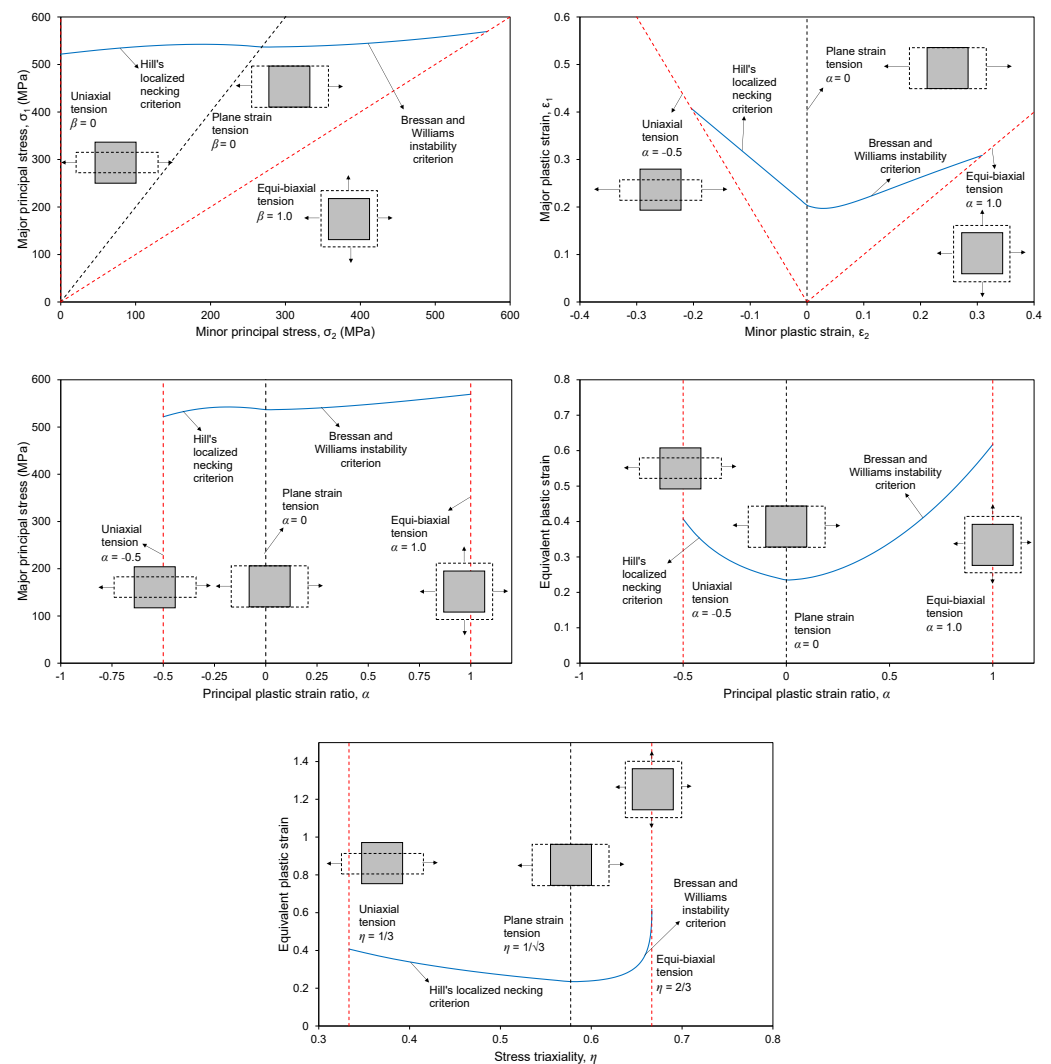 600
500
400
300
200
100
0
Major principal stress, σ1 (MPa)
Hill's
localized
necking
criterion
Uniaxial
tension
β = 0
Plane strain
tension
β = 0
Bressan and
Williams
instability
criterion
Equi-biaxial
tension
β = 1.0
0 100 200 300 400 500 600
Minor principal stress, σ2 (MPa)
0.6
0.5
0.4
0.3
0.2
0.1
0
Major plastic strain, ε1
Plane strain
tension
α = 0
Hill's
localized
necking
criterion
Uniaxial
tension
α = -0.5
Bressan and
Williams instability
criterion
Equi-biaxial
tension
α = 1.0
-0.4 -0.3 -0.2 -0.1 0 0.1 0.2 0.3 0.4
Minor plastic strain, ε2
600
500
400
300
200
100
0
Major principal stress (MPa)
Hill's
localized
necking
criterion
Bressan and
Williams instability
criterion
Plane strain
tension
α = 0
Uniaxial
tension
α = -0.5
Equi-biaxial
tension
α = 1.0
-1 -0.75 -0.5 -0.25 0 0.25 0.5 0.75 1
Principal plastic strain ratio, α
0.8
0.7
0.6
0.5
0.4
0.3
0.2
0.1
0
Equivalent plastic strain
Bressan and
Williams instability
criterion
Hill's
localized
necking
criterion
Uniaxial
tension
α = -0.5
Plane strain
tension
α = 0
Equi-biaxial
tension
α = 1.0
-1 -0.5 0 0.5 1
Principal plastic strain ratio, α
1.4
1.2
1
0.8
0.6
0.4
0.2
0
Equivalent plastic strain
Uniaxial
tension
η = 1/3
Plane strain
tension
η = 1/√3
Bressan and
Williams
instability
criterion
Equi-biaxial
tension
η = 2/3
Hill's localized necking
criterion
0.3 0.4 0.5 0.6 0.7 0.8
Stress triaxiality, η